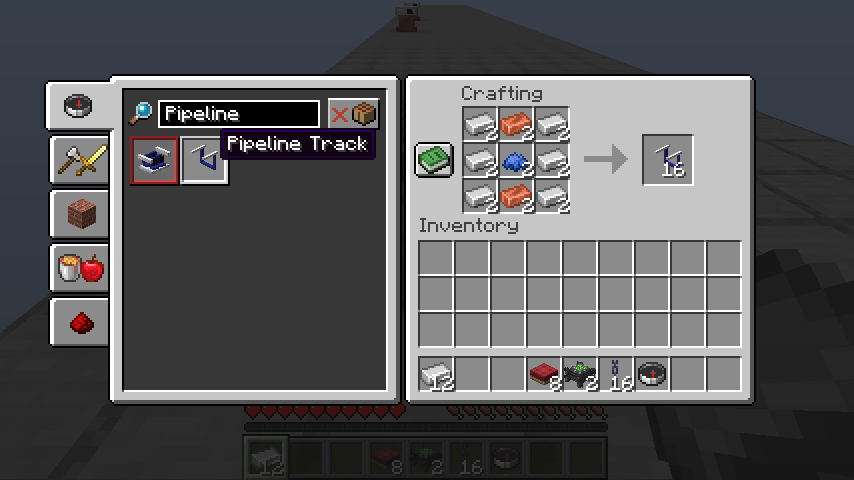 Crafting
Pipeline
Pipeline Track
2 2 2
2 2 2 16
2 2 2
Inventory
12 8 2 16
12 8 2 16